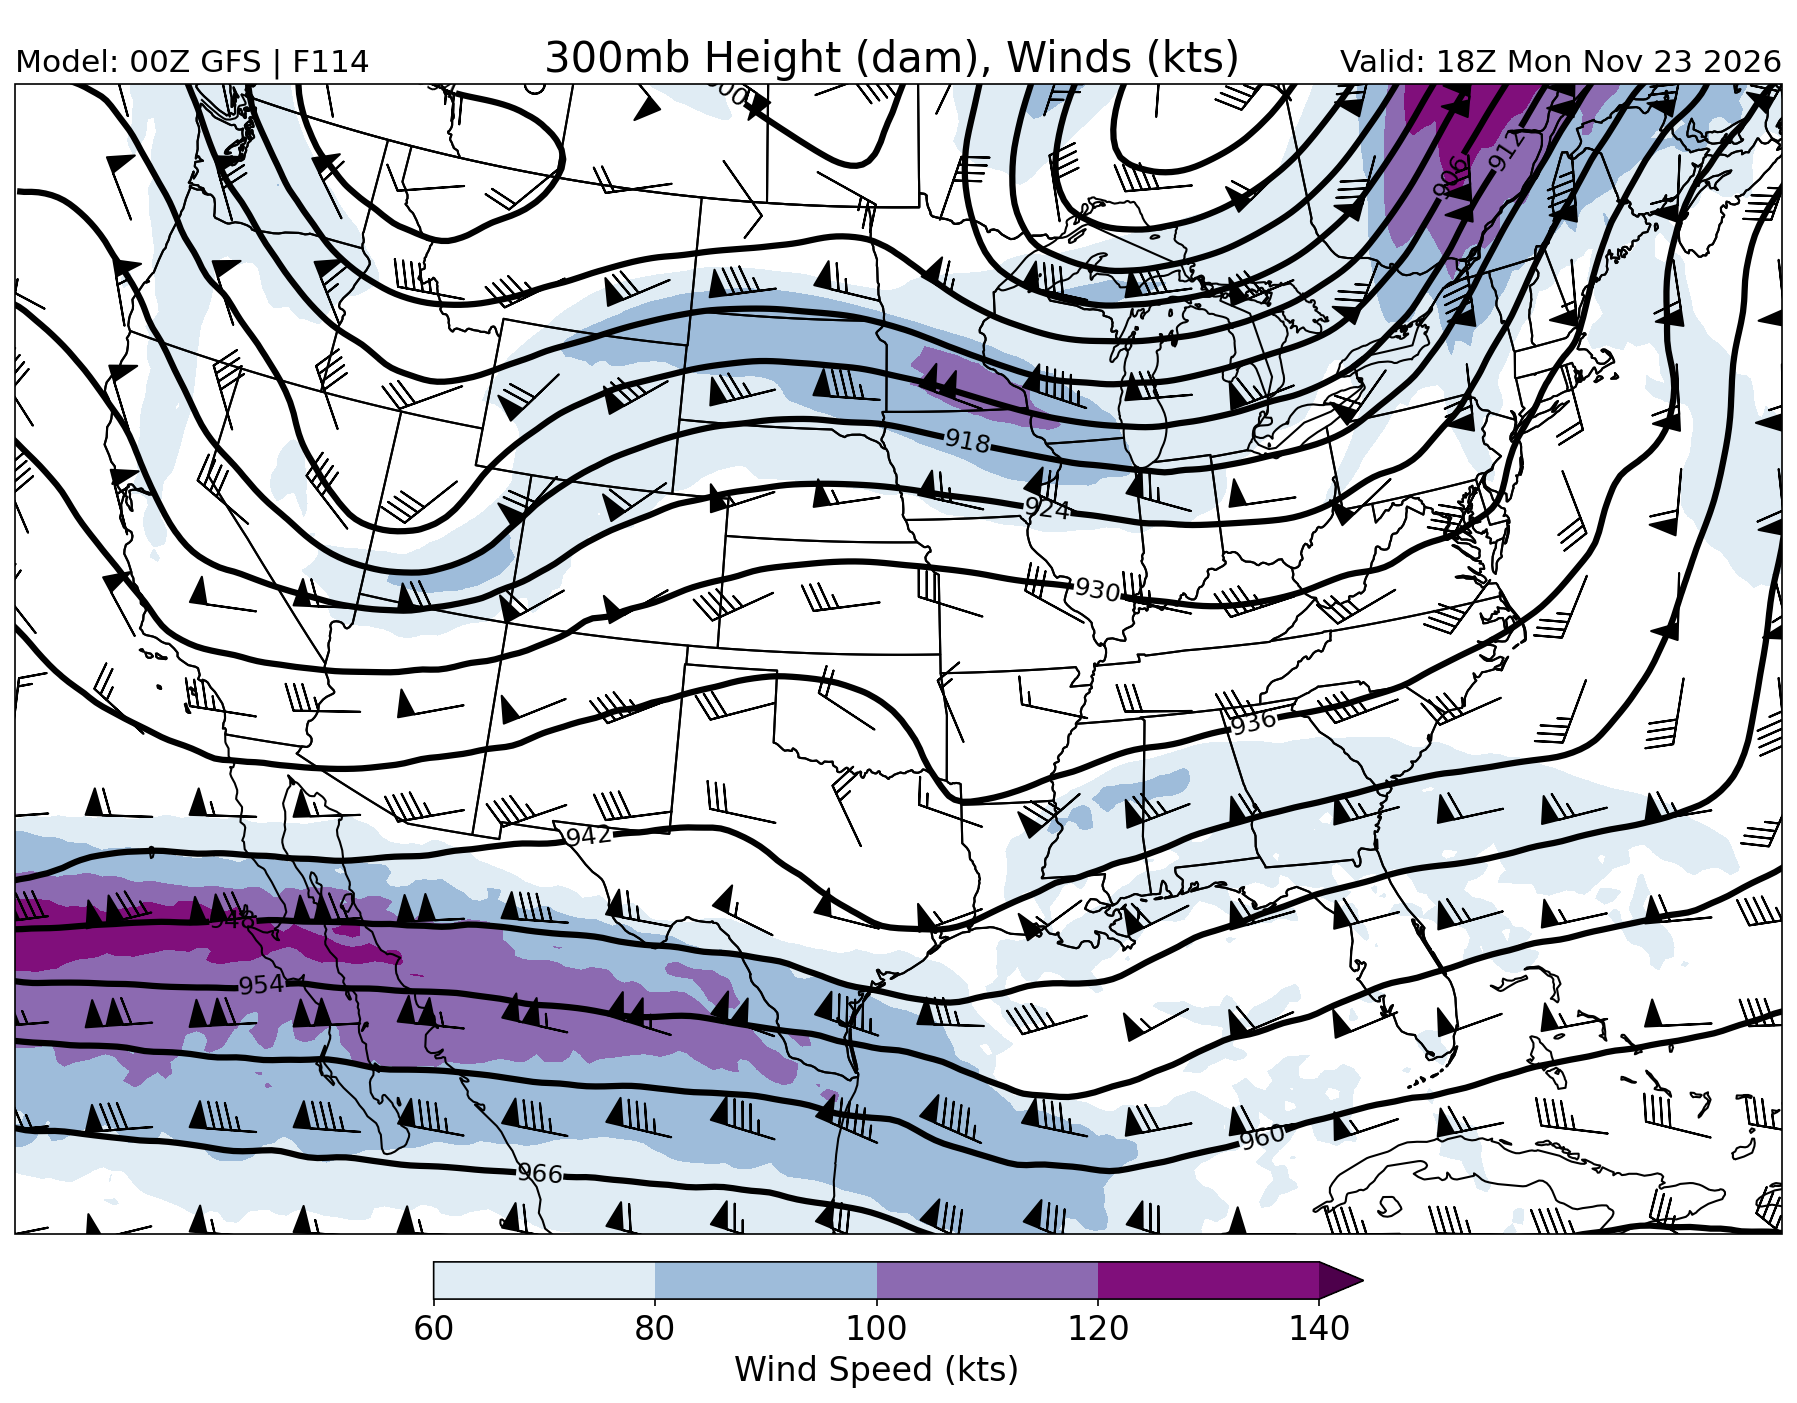 Model: 00Z GFS | F114
300mb Height (dam), Winds (kts)
Valid: 18Z Mon Nov 23 2026
906
912
918
924
930
936
942
948
954
960
966
60 80 100 120 140
Wind Speed (kts)